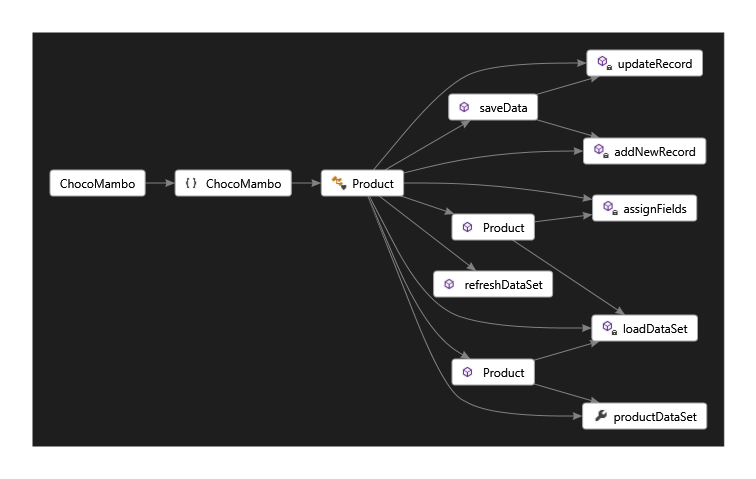 ChocoMambo
{ } ChocoMambo
Product
updateRecord
saveData
addNewRecord
assignFields
Product
refreshDataSet
loadDataSet
Product
productDataSet